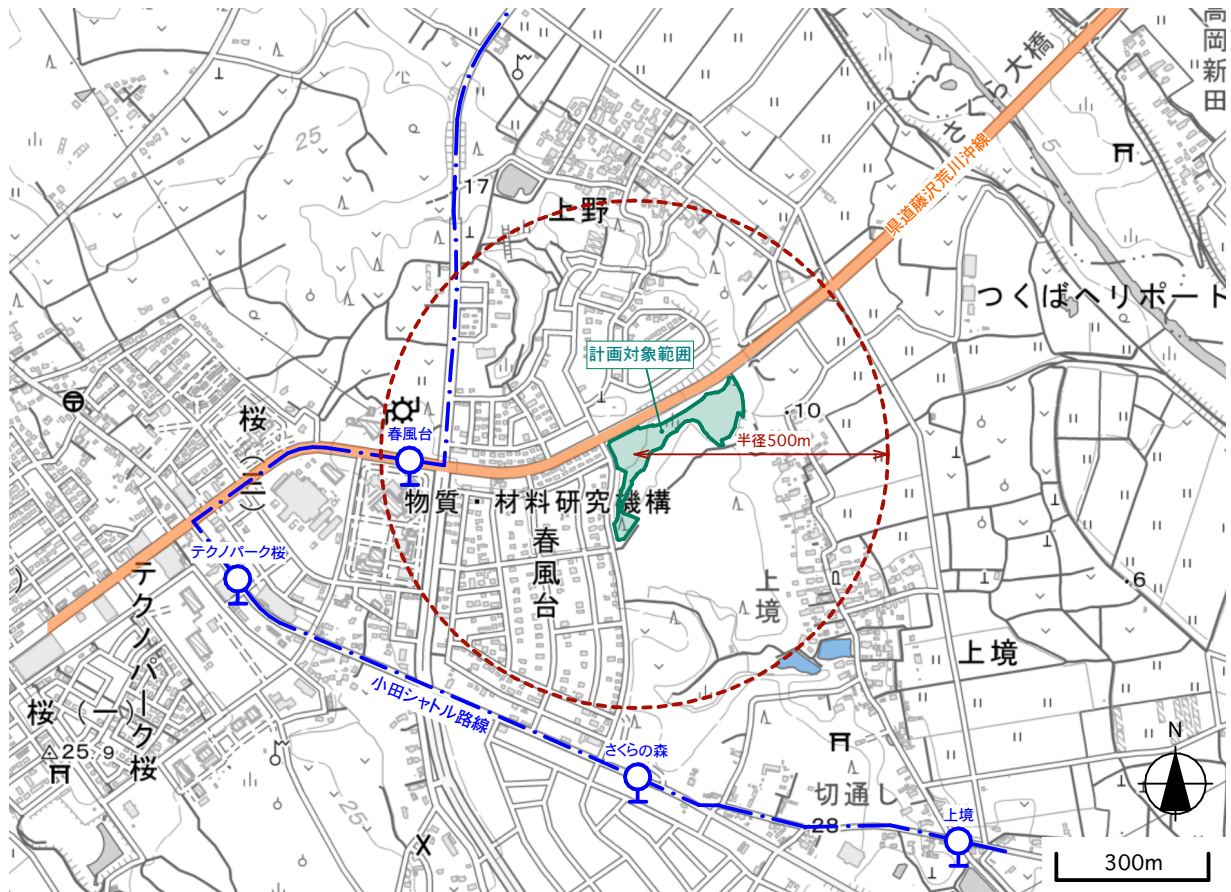 高岡新田
さくら大橋
25
17
上野
県道藤沢荒川沖線
5
つくばヘリポート
計画対象範囲
10
半径500m
桜(三)
春風台
物質・材料研究機構
春風台
テクノパーク桜
テクノパーク桜
上境
6
上境
小田シャトル路線
桜(一)
25.9
25
さくらの森
切通し
28
上境
N
300m